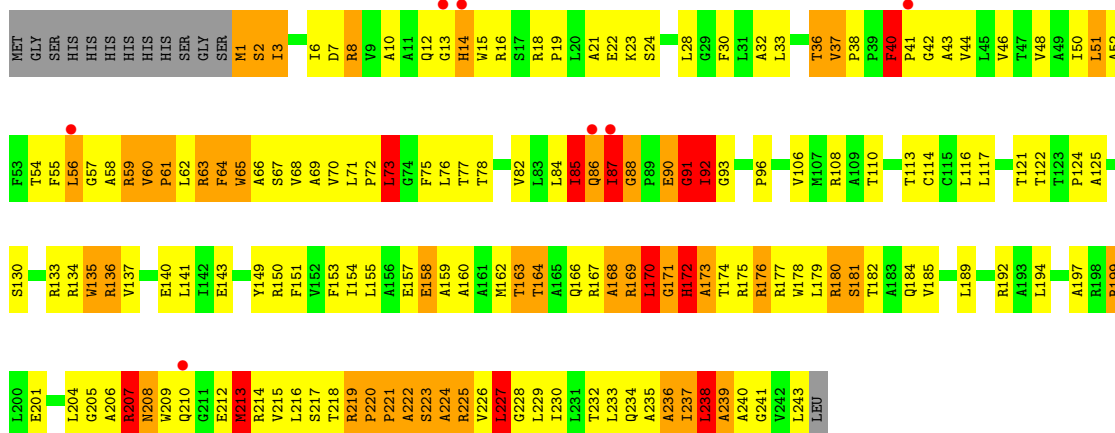 MET GLY SER HIS HIS HIS HIS HIS HIS SER GLY SER M1 S2 I3 I6 D7 R8 V9 A10 A11 Q12 G13 H14 W15 R16 S17 R18 P19 L20 A21 E22 K23 S24 L28 G29 F30 L31 A32 L33 T36 V37 P38 P39 F40 P41 G42 A43 V44 L45 V46 T47 V48 A49 I50 L51 A52
F53 T54 F55 L56 G57 A58 R59 V60 P61 L62 R63 F64 W65 A66 S67 V68 A69 V70 L71 P72 L73 G74 F75 L76 T77 T78 V82 L83 L84 I85 Q86 I87 G88 P89 E90 G91 I92 G93 P96 V106 M107 R108 A109 T110 T113 C114 C115 L116 L117 T121 T122 T123 P124 A125
S130 R133 R134 W135 R136 V137 E140 L141 I142 E143 Y149 R150 F151 V152 F153 I154 L155 A156 E157 E158 A159 A160 A161 M162 T163 T164 A165 Q166 R167 A168 R169 L170 G171 H172 A173 T174 R175 R176 R177 W178 L179 R180 S181 T182 A183 Q184 V185 L189 R192 A193 L194 A197 R198 R199
L200 E201 L204 G205 A206 R207 N208 W209 Q210 G211 E212 M213 R214 V215 L216 S217 T218 R219 P220 P221 A222 S223 A224 R225 V226 L227 G228 L229 I230 L231 T232 L233 Q234 A235 A236 I237 L238 A239 A240 G241 V242 L243 LEU